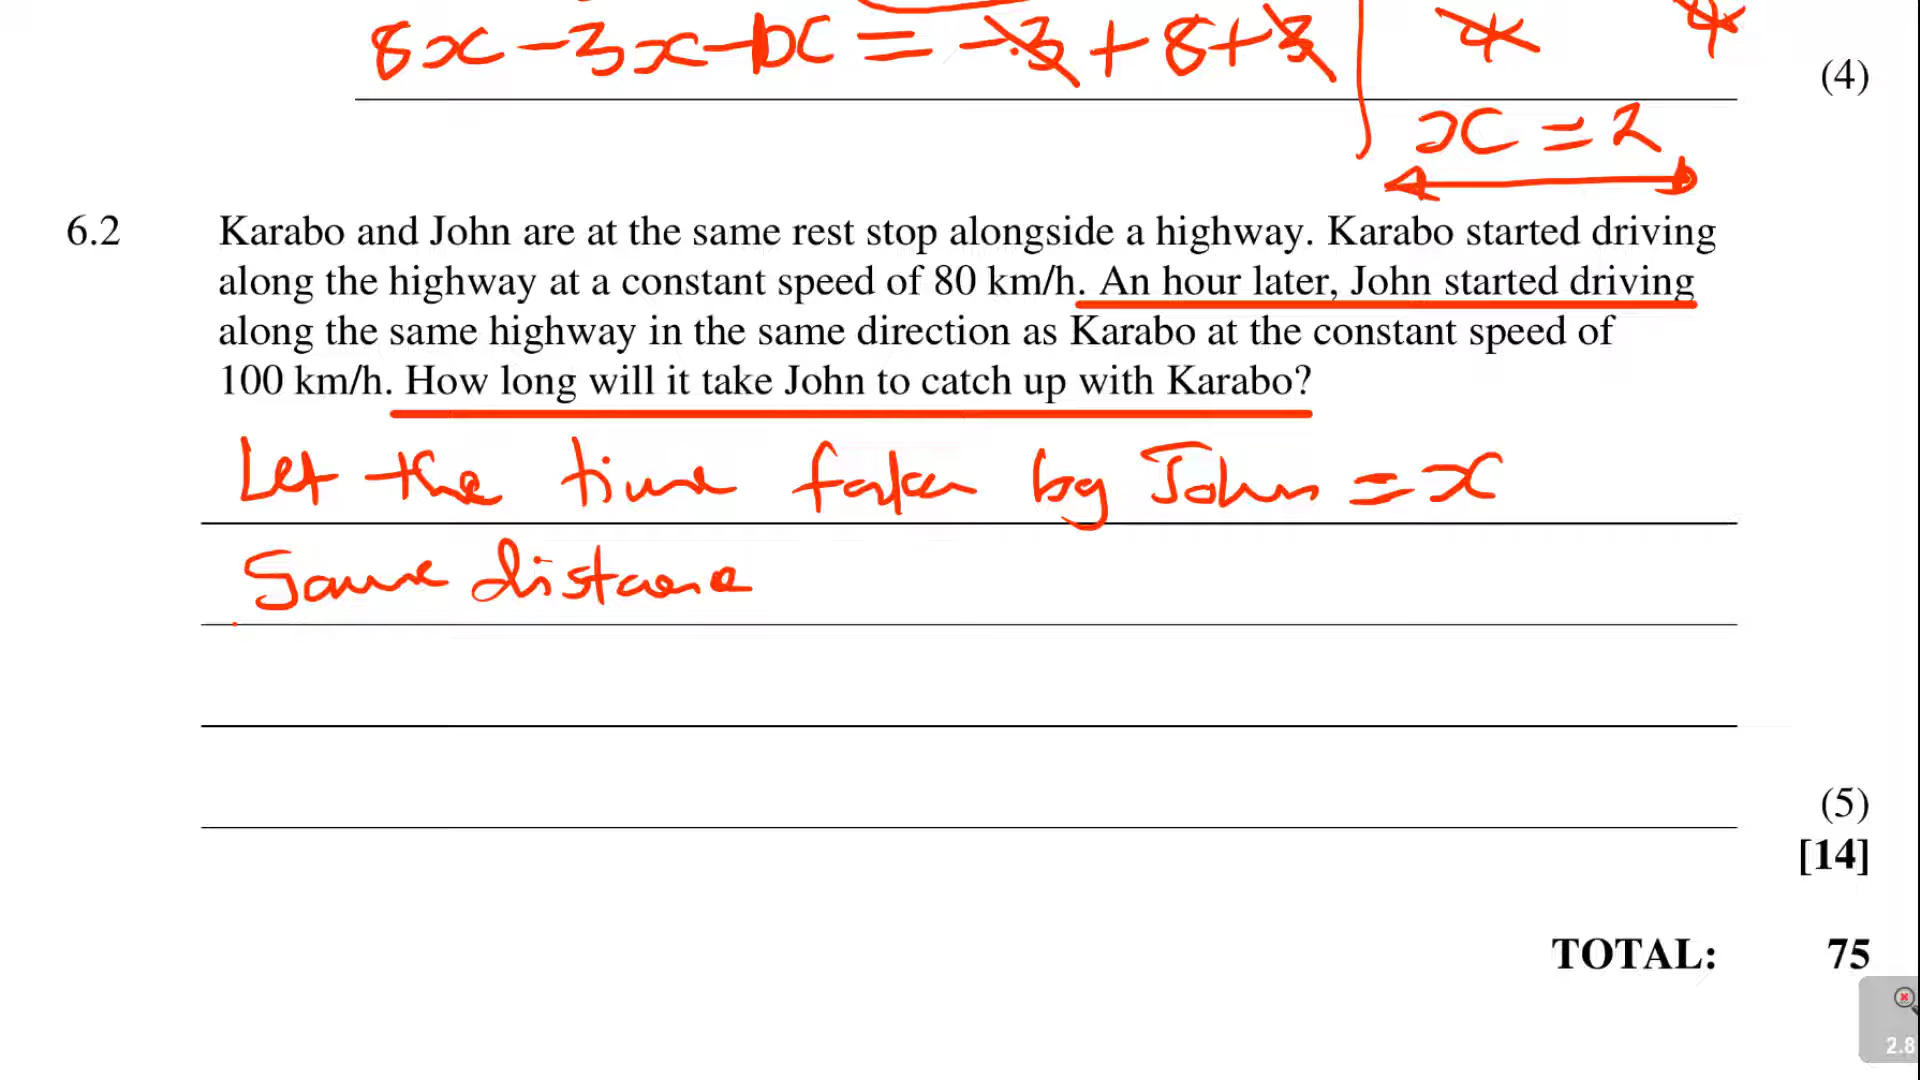 8x - 3x - 10x = -3 + 8 + 3
(4)
x = 2
6.2 Karabo and John are at the same rest stop alongside a highway. Karabo started driving
along the highway at a constant speed of 80 km/h. An hour later, John started driving
along the same highway in the same direction as Karabo at the constant speed of
100 km/h. How long will it take John to catch up with Karabo?
Let the time taken by John = x
Same distance
(5)
[14]
TOTAL: 75
2.8